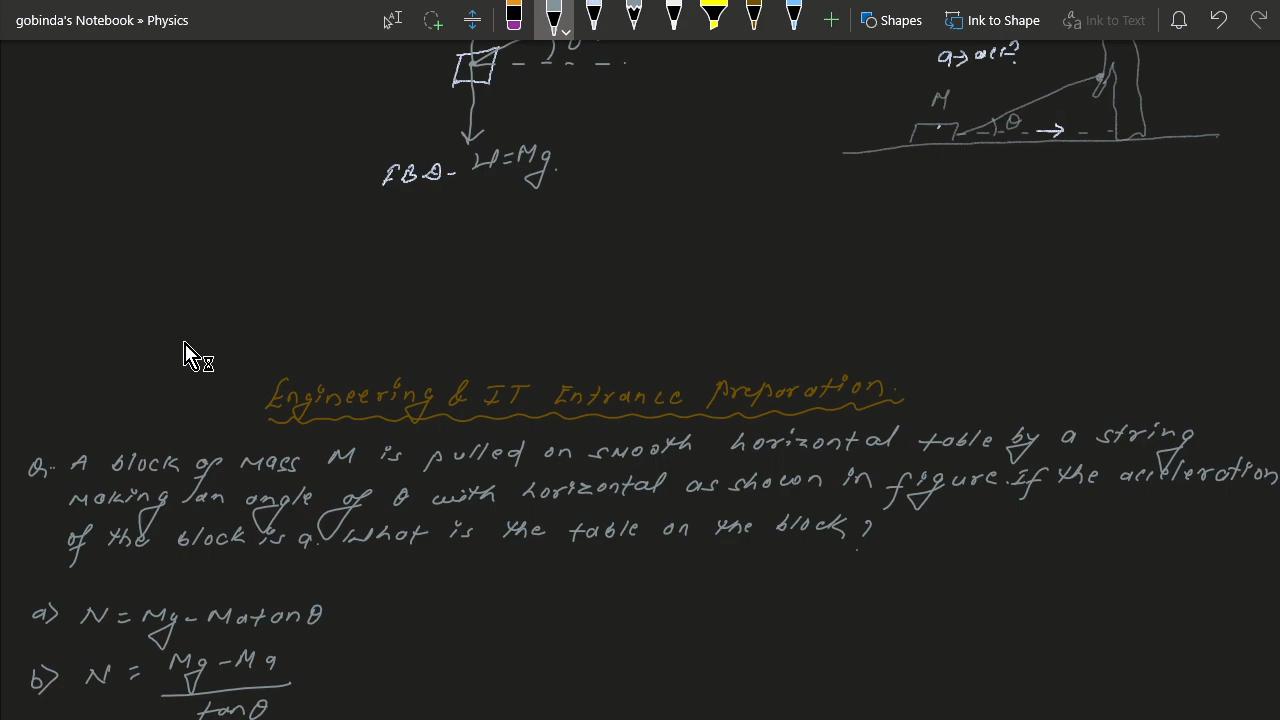 gobinda's Notebook » Physics
Shapes
Ink to Shape
Ink to Text
a→acc=?
M
θ
θ
FBD- W=Mg.
Engineering & IT Entrance Preparation.
Q:- A block of mass M is pulled on smooth horizontal table by a string
making an angle of θ with horizontal as shown in figure. If the acceleration
of the block is a. What is the table on the block?
a) N = Mg - Ma tanθ
b) N = Mg - Ma
tanθ